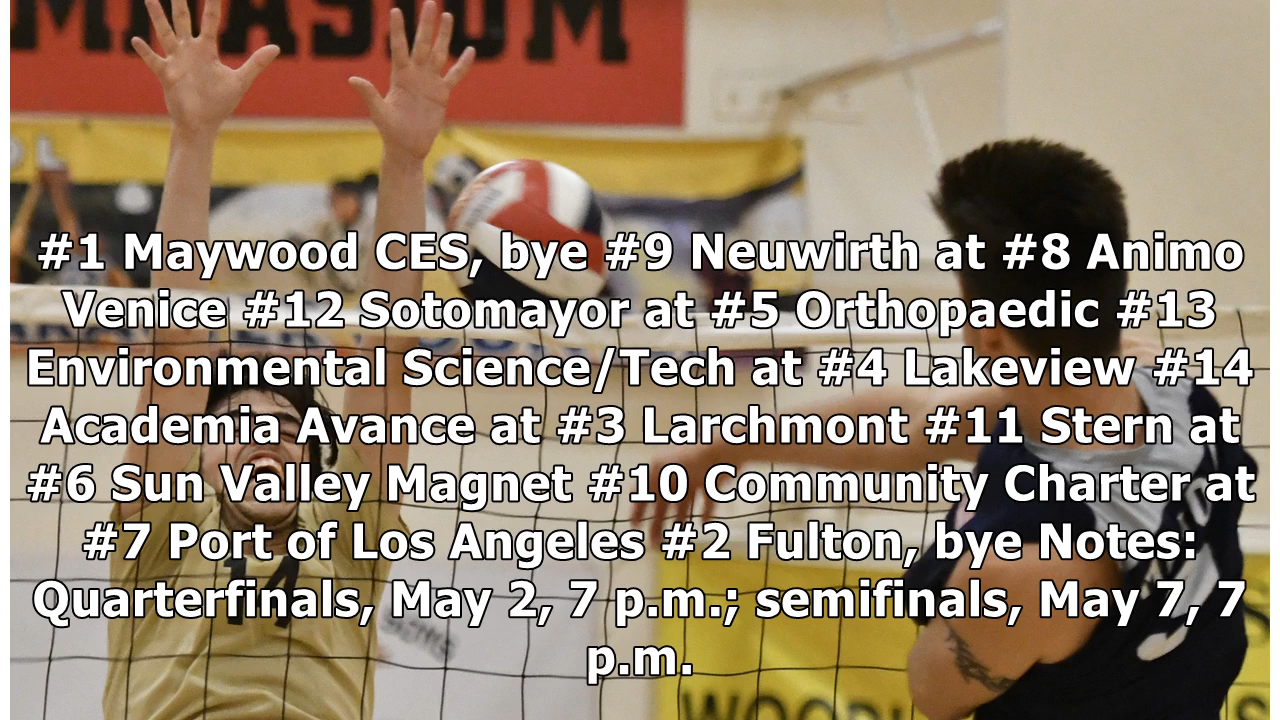 #1 Maywood CES, bye #9 Neuwirth at #8 Animo
Venice #12 Sotomayor at #5 Orthopaedic #13
Environmental Science/Tech at #4 Lakeview #14
Academia Avance at #3 Larchmont #11 Stern at
#6 Sun Valley Magnet #10 Community Charter at
#7 Port of Los Angeles #2 Fulton, bye Notes:
Quarterfinals, May 2, 7 p.m.; semifinals, May 7, 7
p.m.
14